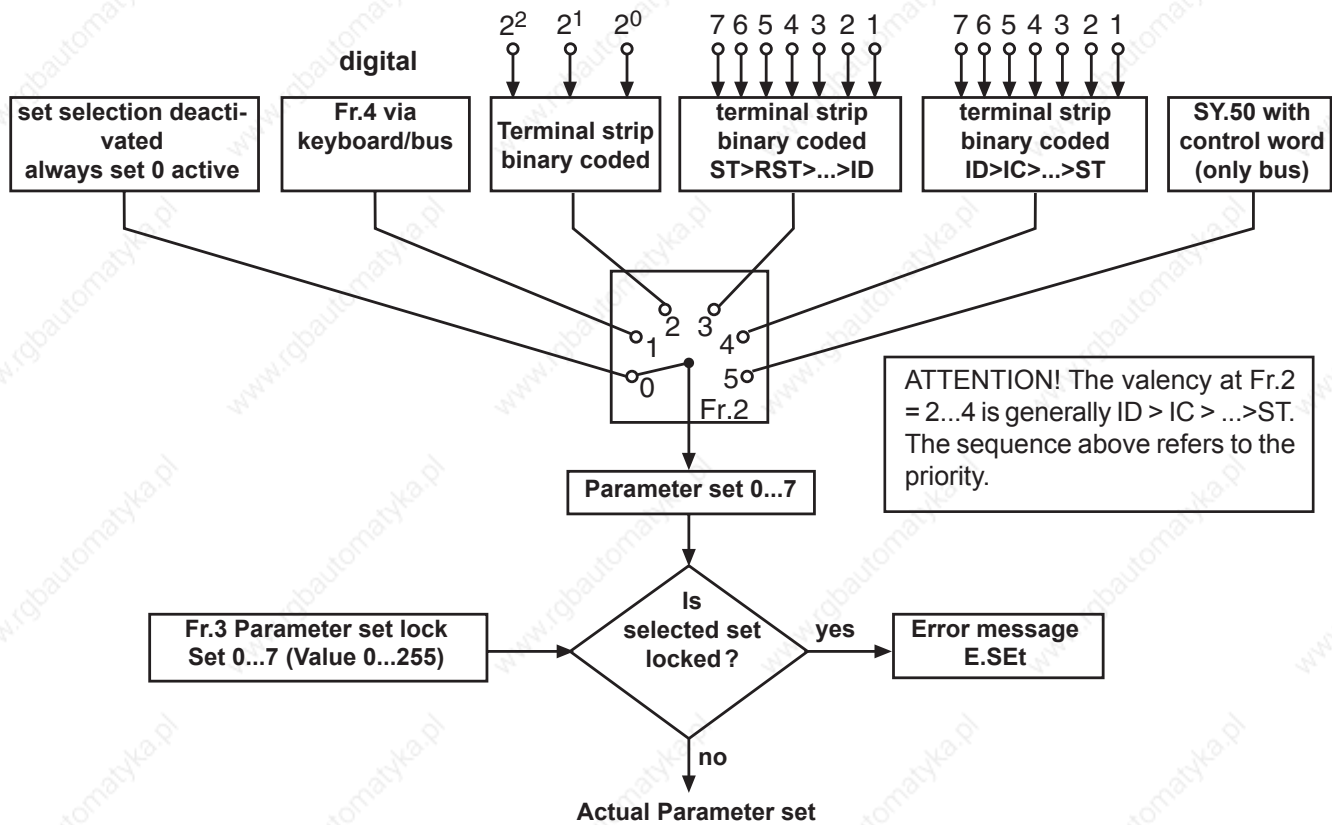 2² 2¹ 2⁰
7 6 5 4 3 2 1
7 6 5 4 3 2 1
digital
set selection deacti-
vated
always set 0 active
Fr.4 via
keyboard/bus
Terminal strip
binary coded
terminal strip
binary coded
ST>RST>...>ID
terminal strip
binary coded
ID>IC>...>ST
SY.50 with
control word
(only bus)
2 3
1 4
0 5
Fr.2
ATTENTION! The valency at Fr.2
= 2...4 is generally ID > IC > ...>ST.
The sequence above refers to the
priority.
Parameter set 0...7
Is
selected set
locked ?
Fr.3 Parameter set lock
Set 0...7 (Value 0...255)
yes
Error message
E.SEt
no
Actual Parameter set
www.rgbautomatyka.pl